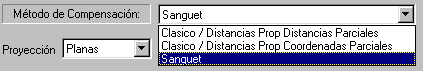 Método de Compensación: Sanguet
Clasico / Distancias Prop Distancias Parciales
Clasico / Distancias Prop Coordenadas Parciales
Proyección Planas Sanguet